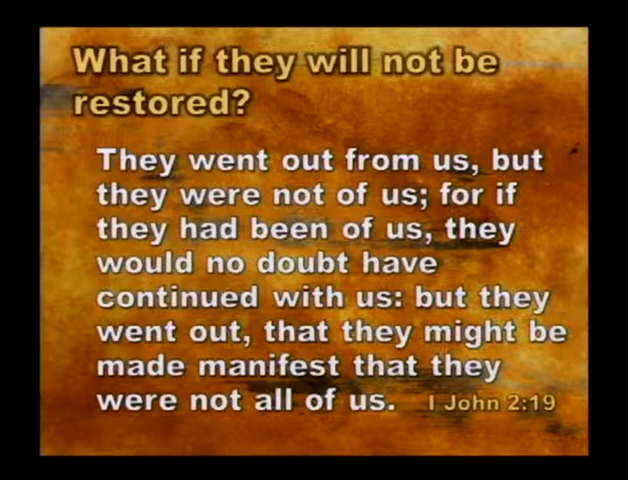 What if they will not be
restored?
They went out from us, but
they were not of us; for if
they had been of us, they
would no doubt have
continued with us: but they
went out, that they might be
made manifest that they
were not all of us. I John 2:19